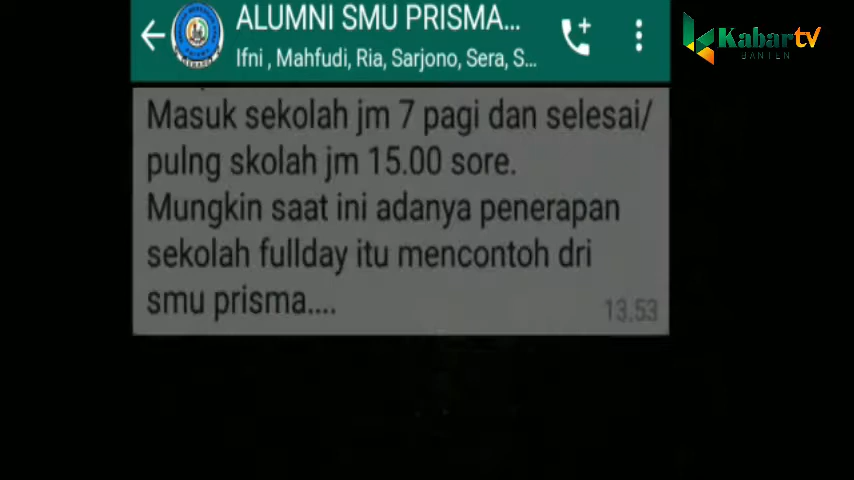 ALUMNI SMU PRISMA...
Ifni , Mahfudi, Ria, Sarjono, Sera, S...
KabarTV
BANTEN
Masuk sekolah jm 7 pagi dan selesai/
pulng skolah jm 15.00 sore.
Mungkin saat ini adanya penerapan
sekolah fullday itu mencontoh dri
smu prisma....
13.53